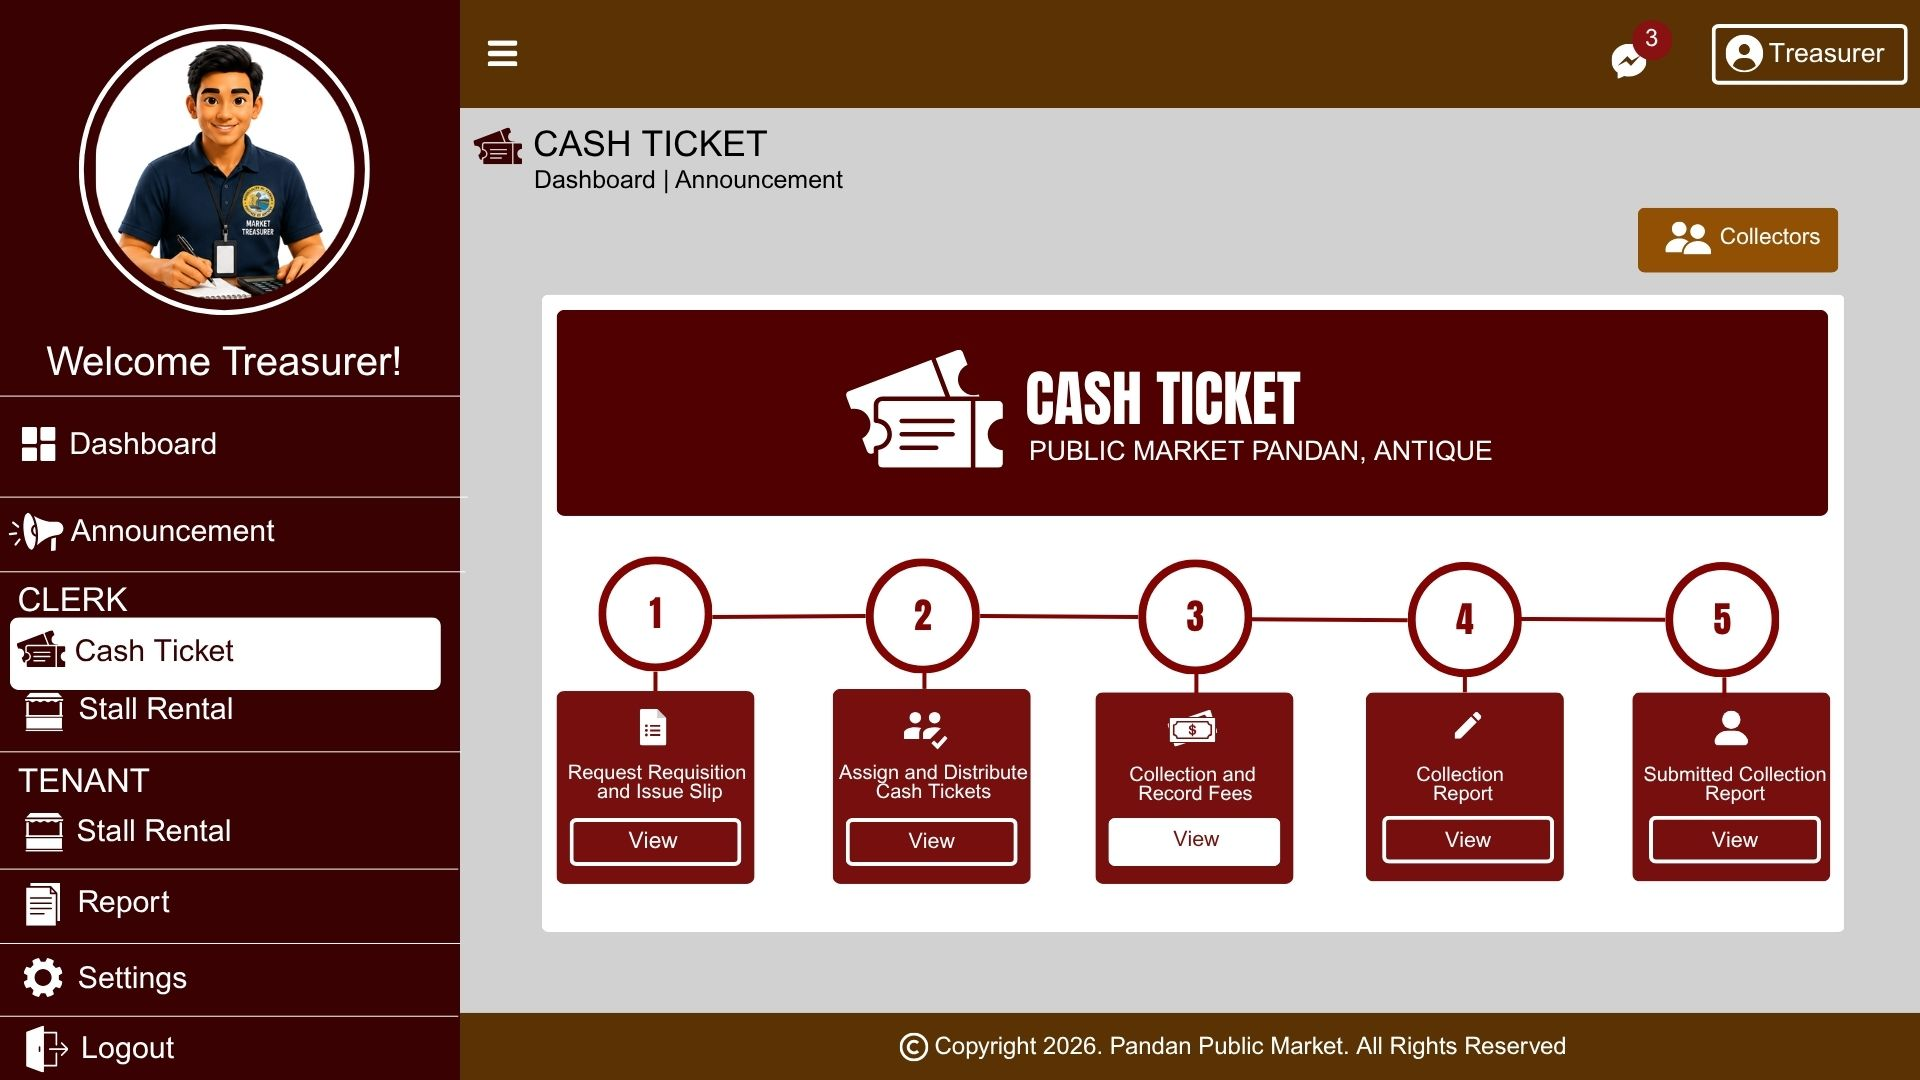 MARKET
TREASURER
Welcome Treasurer!
Dashboard
Announcement
CLERK
Cash Ticket
Stall Rental
TENANT
Stall Rental
Report
Settings
Logout
3
Treasurer
CASH TICKET
Dashboard | Announcement
Collectors
CASH TICKET
PUBLIC MARKET PANDAN, ANTIQUE
1
2
3
4
5
Request Requisition
and Issue Slip
View
Assign and Distribute
Cash Tickets
View
$
Collection and
Record Fees
View
Collection
Report
View
Submitted Collection
Report
View
© Copyright 2026. Pandan Public Market. All Rights Reserved